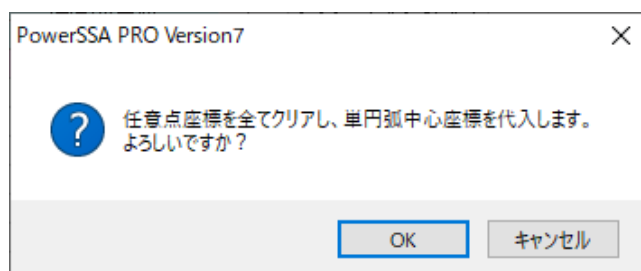 PowerSSA PRO Version7
任意点座標を全てクリアし、単円弧中心座標を代入します。
よろしいですか？
OK
キャンセル